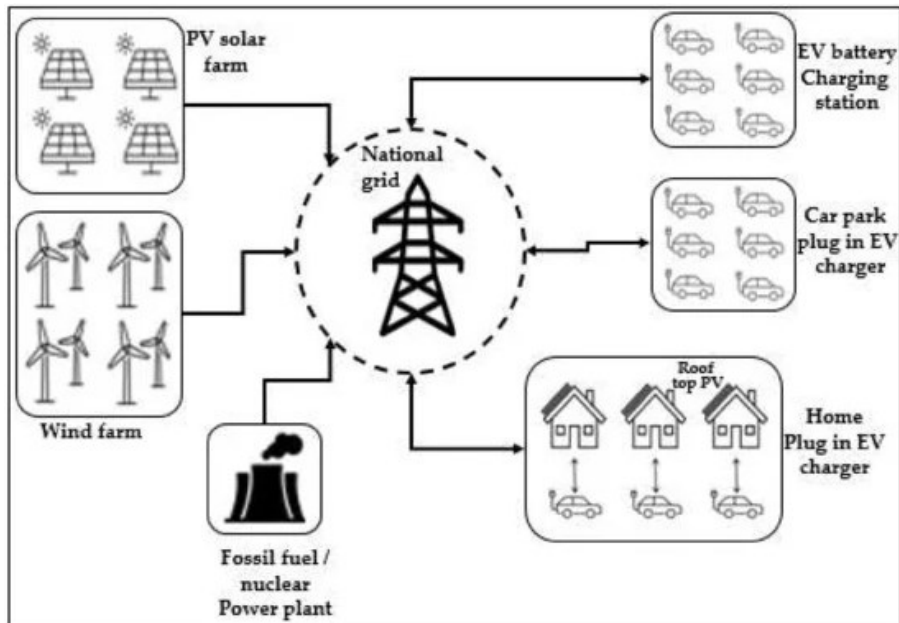 PV solar
farm
EV battery
Charging
station
National
grid
Car park
plug in EV
charger
Wind farm
Roof
top PV
Home
Plug in EV
charger
Fossil fuel /
nuclear
Power plant